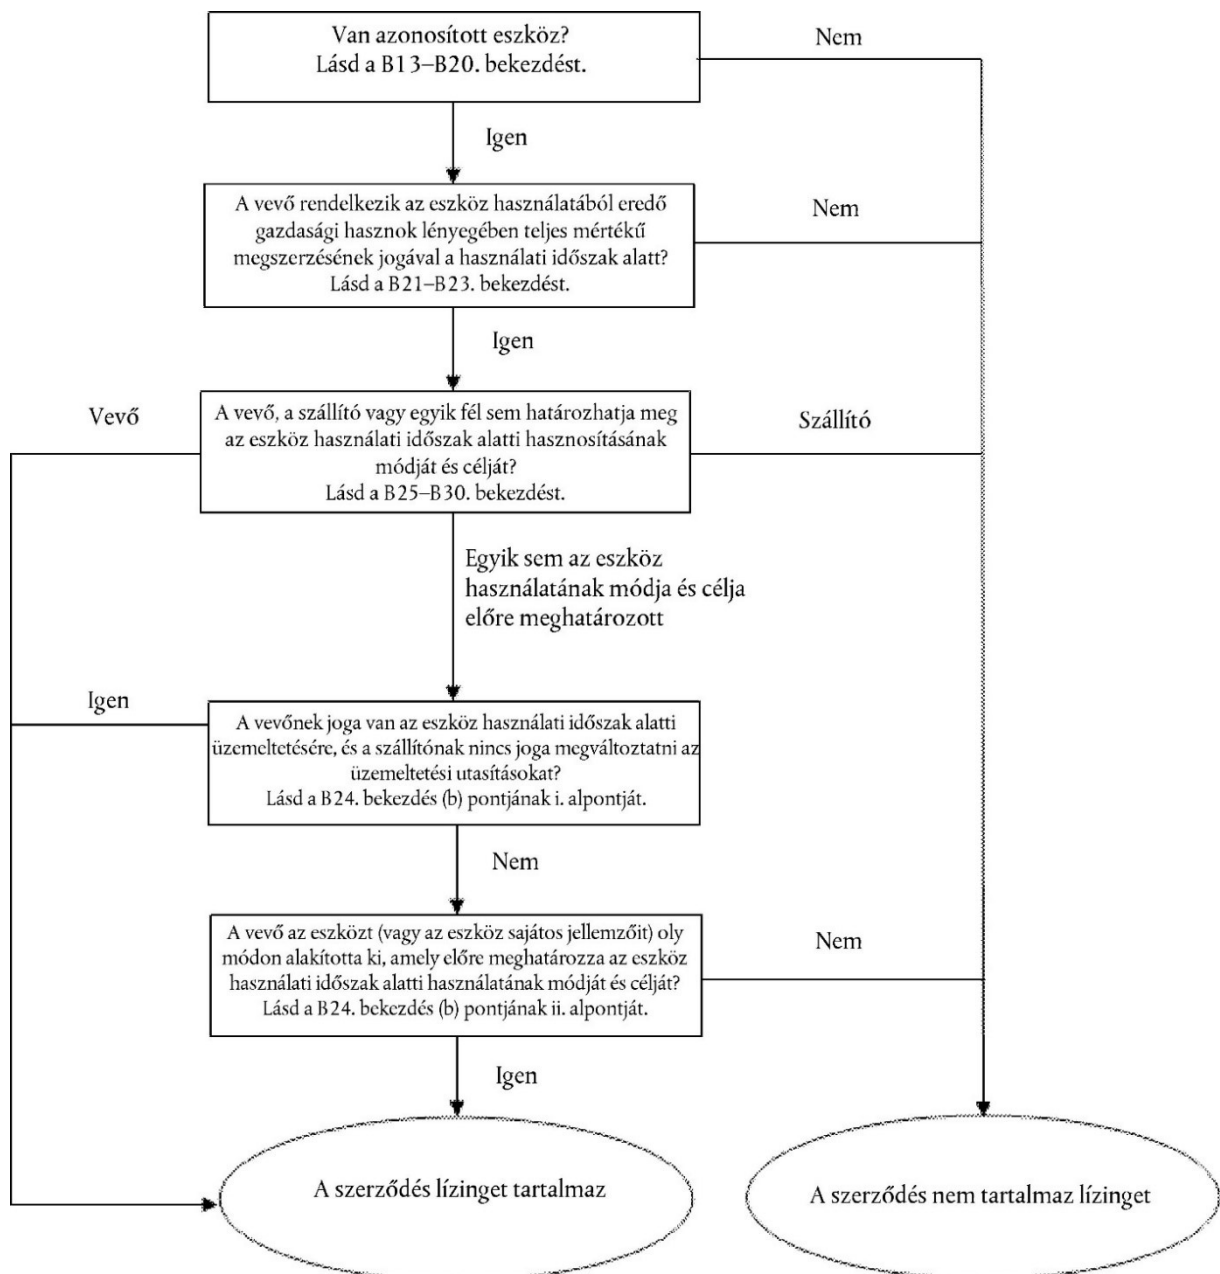 Van azonosított eszköz?
Lásd a B13–B20. bekezdést.
Nem
Igen
A vevő rendelkezik az eszköz használatából eredő
gazdasági hasznok lényegében teljes mértékű
megszerzésének jogával a használati időszak alatt?
Lásd a B21–B23. bekezdést.
Nem
Igen
Vevő
A vevő, a szállító vagy egyik fél sem határozhatja meg
az eszköz használati időszak alatti hasznosításának
módját és célját?
Lásd a B25–B30. bekezdést.
Szállító
Egyik sem az eszköz
használatának módja és célja
előre meghatározott
Igen
A vevőnek joga van az eszköz használati időszak alatti
üzemeltetésére, és a szállítónak nincs joga megváltoztatni az
üzemeltetési utasításokat?
Lásd a B24. bekezdés (b) pontjának i. alpontját.
Nem
A vevő az eszközt (vagy az eszköz sajátos jellemzőit) oly
módon alakította ki, amely előre meghatározza az eszköz
használati időszak alatti használatának módját és célját?
Lásd a B24. bekezdés (b) pontjának ii. alpontját.
Nem
Igen
A szerződés lízinget tartalmaz
A szerződés nem tartalmaz lízinget